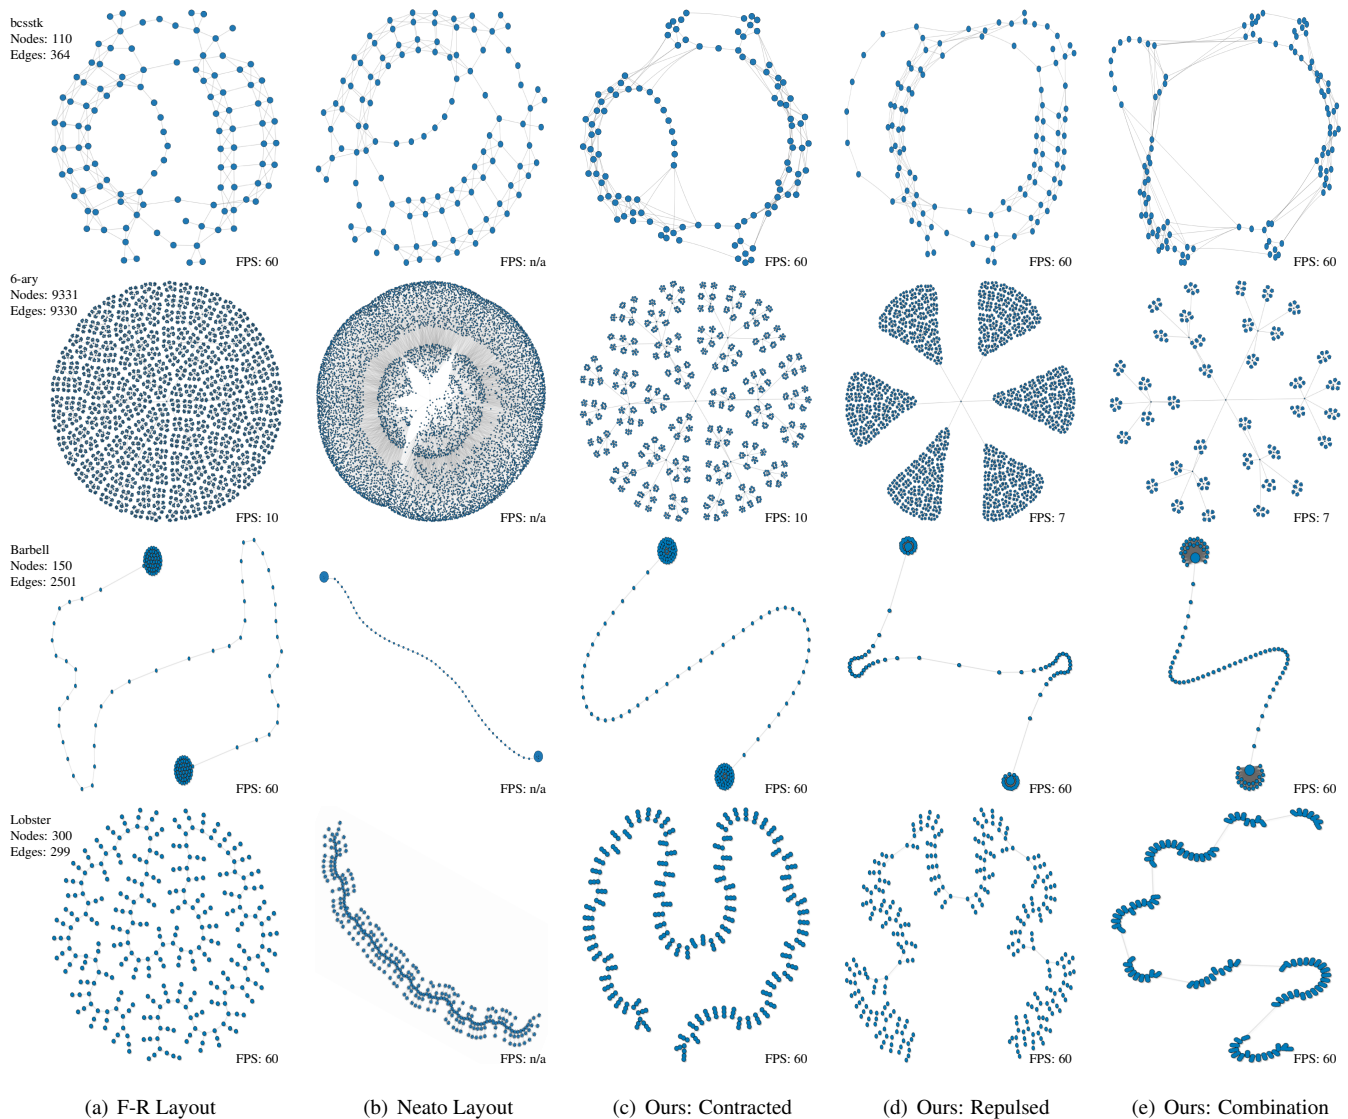 bcsstk
Nodes: 110
Edges: 364
FPS: 60
FPS: n/a
FPS: 60
FPS: 60
FPS: 60
6-ary
Nodes: 9331
Edges: 9330
FPS: 10
FPS: n/a
FPS: 10
FPS: 7
FPS: 7
Barbell
Nodes: 150
Edges: 2501
FPS: 60
FPS: n/a
FPS: 60
FPS: 60
FPS: 60
Lobster
Nodes: 300
Edges: 299
FPS: 60
FPS: n/a
FPS: 60
FPS: 60
FPS: 60
(a) F-R Layout
(b) Neato Layout
(c) Ours: Contracted
(d) Ours: Repulsed
(e) Ours: Combination